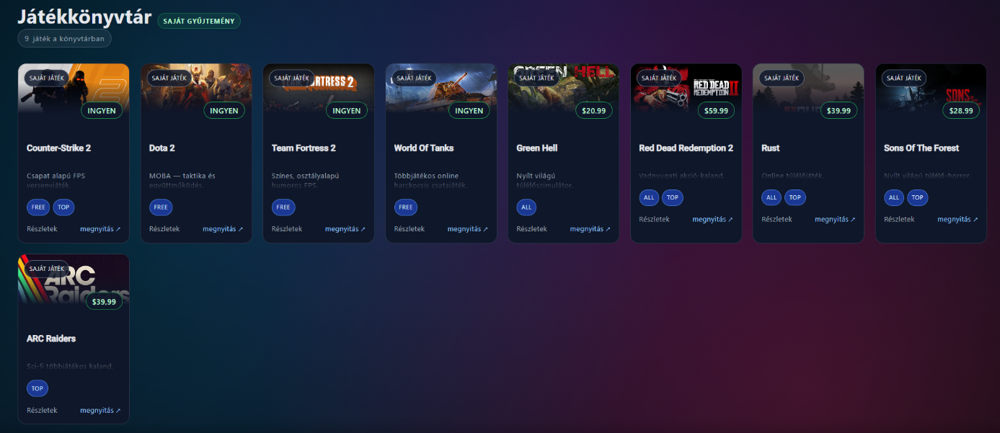 Játékkönyvtár SAJÁT GYŰJTEMÉNY
9 játék a könyvtárban
SAJÁT JÁTÉK
2
INGYEN
Counter-Strike 2
Csapat alapú FPS
versenyjáték.
FREE TOP
Részletek megnyitás ↗
SAJÁT JÁTÉK
INGYEN
Dota 2
MOBA — taktika és
együttműködés.
FREE
Részletek megnyitás ↗
SAJÁT JÁTÉK
RTRESS 2
INGYEN
Team Fortress 2
Színes, osztályalapú
humoros FPS.
FREE
Részletek megnyitás ↗
SAJÁT JÁTÉK
INGYEN
World Of Tanks
Többjátékos online
harckocsis csatajáték.
FREE
Részletek megnyitás ↗
GREEN HELL
SAJÁT JÁTÉK
$20.99
Green Hell
Nyílt világú
túlélőszimulátor.
ALL
Részletek megnyitás ↗
SAJÁT JÁTÉK
RED DEAD
REDEMPTION II
$59.99
Red Dead Redemption 2
Vadnyugati akció-kaland.
ALL TOP
Részletek megnyitás ↗
SAJÁT JÁTÉK
$39.99
Rust
Online túlélőjáték.
ALL TOP
Részletek megnyitás ↗
SAJÁT JÁTÉK
SONS
$28.99
Sons Of The Forest
Nyílt világú túlélő-horror.
ALL TOP
Részletek megnyitás ↗
SAJÁT JÁTÉK
ARC
Raiders
$39.99
ARC Raiders
Sci-fi többjátékos kaland.
TOP
Részletek megnyitás ↗